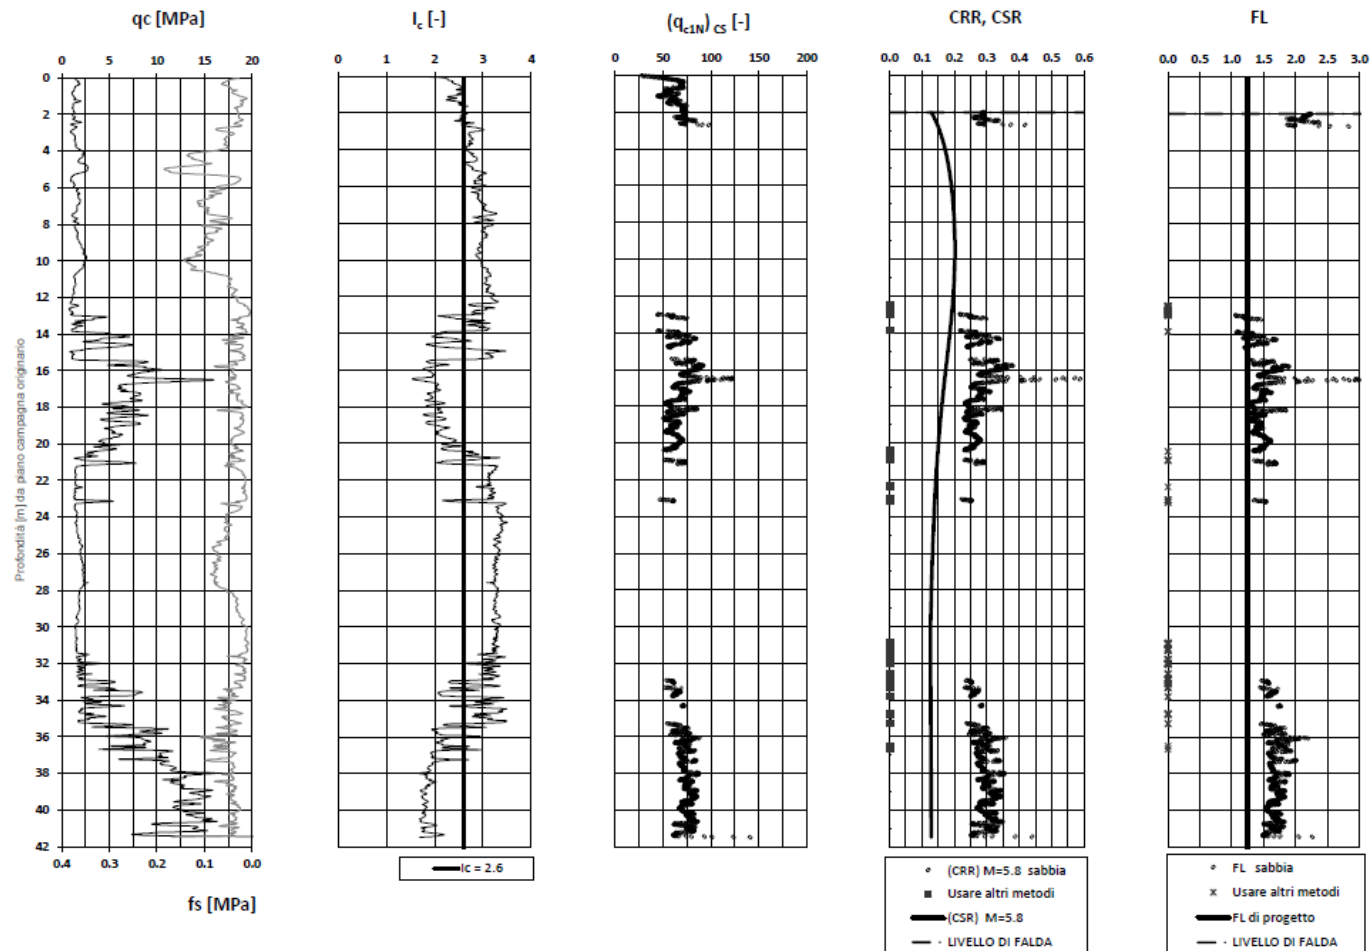 qc [MPa]
Ic [-]
(qc1N) CS [-]
CRR, CSR
FL
0 5 10 15 20
0 1 2 3 4
0 50 100 150 200
0.0 0.1 0.2 0.3 0.4 0.5 0.6
0.0 0.5 1.0 1.5 2.0 2.5 3.0
Profondità [m] da piano campagna originario
0
2
4
6
8
10
12
14
16
18
20
22
24
26
28
30
32
34
36
38
40
42
0.4 0.3 0.2 0.1 0.0
fs [MPa]
Ic = 2.6
(CRR) M=5.8 sabbia
Usare altri metodi
(CSR) M=5.8
LIVELLO DI FALDA
FL sabbia
Usare altri metodi
FL di progetto
LIVELLO DI FALDA